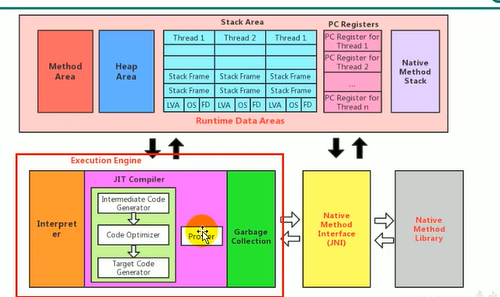 Stack Area
PC Registers
Method
Area
Heap
Area
Thread 1
Thread 2
Thread 1
Stack Frame
Stack Frame
Stack Frame
Stack Frame
Stack Frame
Stack Frame
LVA
OS
FD
LVA
OS
FD
LVA
OS
FD
PC Register for
Thread 1
PC Register for
Thread 2
...
PC Register for
Thread n
Native
Method
Stack
Runtime Data Areas
Execution Engine
Interpret
er
JIT Compiler
Intermediate Code
Generator
Code Optimizer
Target Code
Generator
Garbage
Collection
Native
Method
Interface
(JNI)
Native
Method
Library